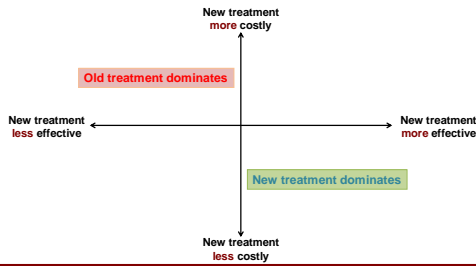 New treatment
more costly
Old treatment dominates
New treatment
less effective
New treatment
more effective
New treatment dominates
New treatment
less costly